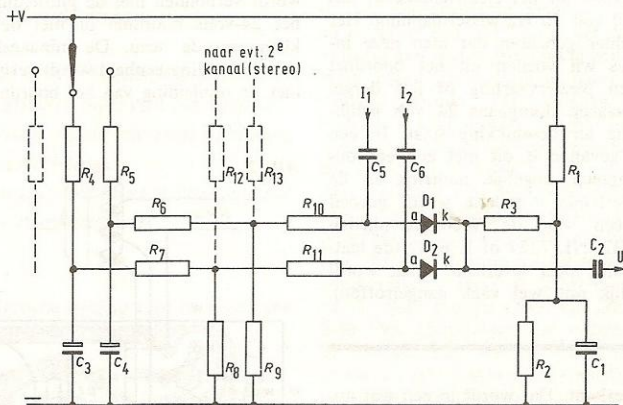 +V
naar evt. 2e
kanaal (stereo)
I1 I2
R4 R5 R12 R13 C5 C6 R1
R6 R10 D1 R3
a k
R7 R11 D2 C2 U
a k
C3 C4 R8 R9 R2 C1